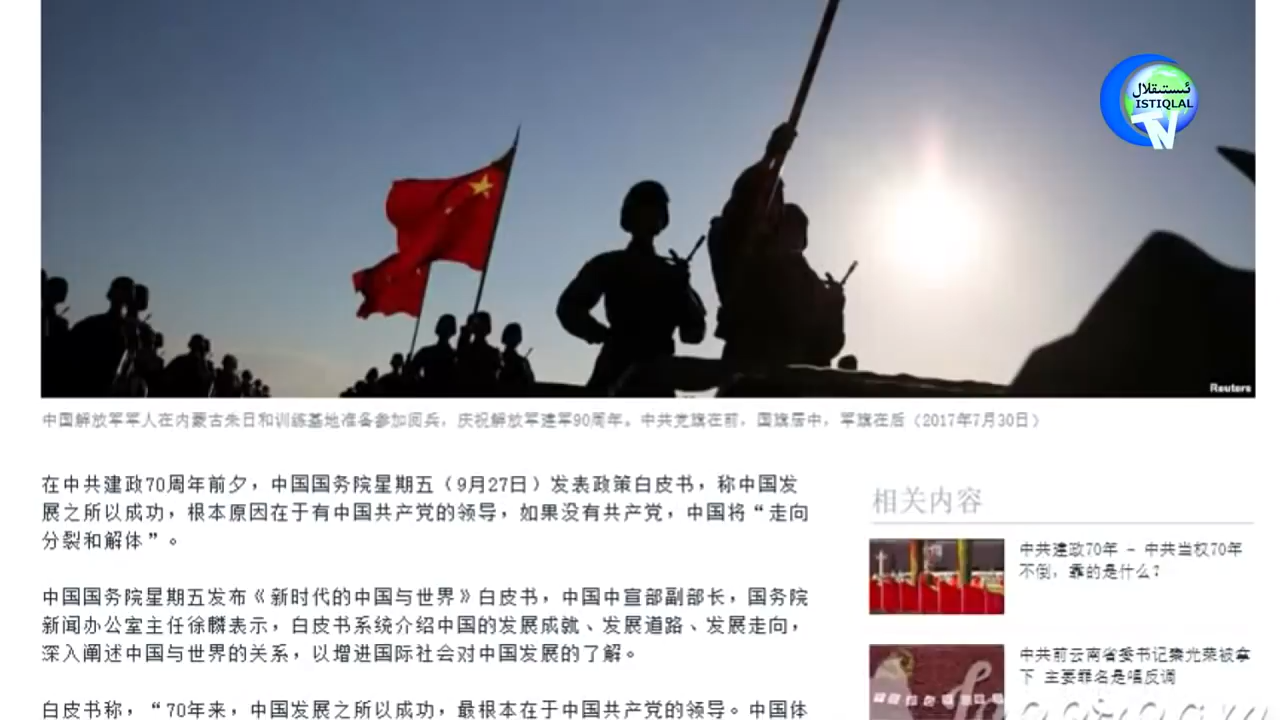 ئىستىقلال
ISTIQLAL
TV
Reuters
中国解放军军人在内蒙古朱日和训练基地准备参加阅兵，庆祝解放军建军90周年。中共党旗在前，国旗居中，军旗在后（2017年7月30日）
在中共建政70周年前夕，中国国务院星期五（9月27日）发表政策白皮书，称中国发
展之所以成功，根本原因在于有中国共产党的领导，如果没有共产党，中国将“走向
分裂和解体”。
中国国务院星期五发布《新时代的中国与世界》白皮书，中国中宣部副部长，国务院
新闻办公室主任徐麟表示，白皮书系统介绍中国的发展成就、发展道路、发展走向，
深入阐述中国与世界的关系，以增进国际社会对中国发展的了解。
白皮书称，“70年来，中国发展之所以成功，最根本在于中国共产党的领导。中国体
相关内容
中共建政70年 - 中共当权70年
不倒，靠的是什么？
中共前云南省委书记秦光荣被拿
下 主要罪名是唱反调